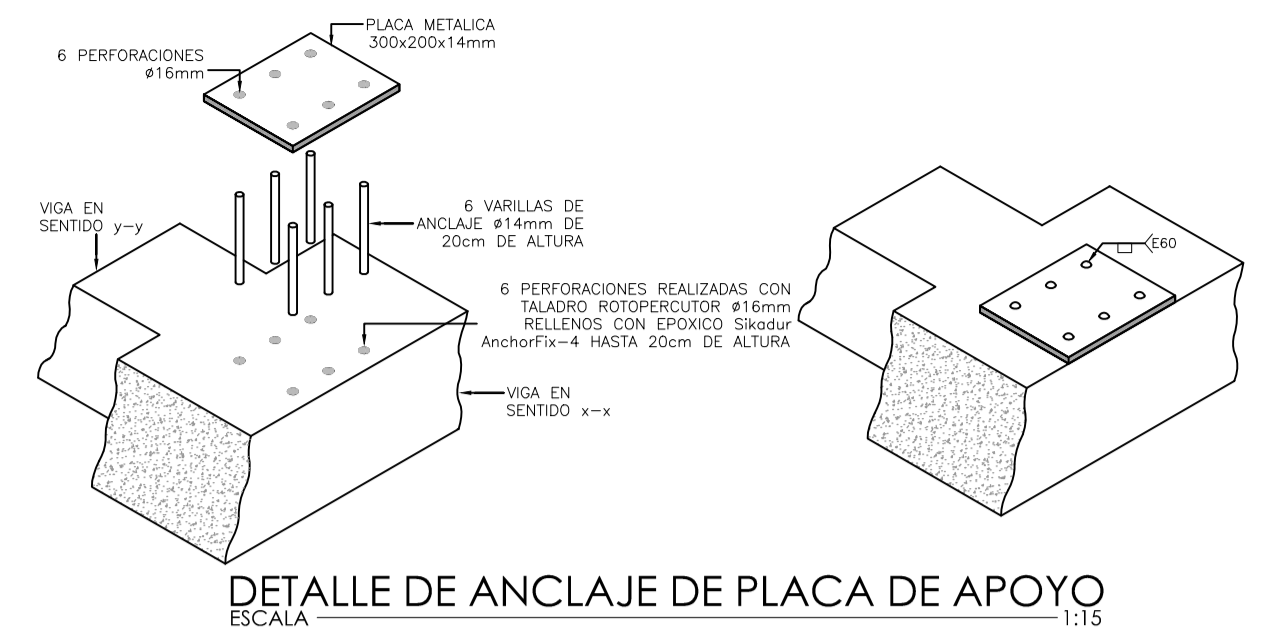 PLACA METALICA
300x200x14mm
6 PERFORACIONES
ø16mm
VIGA EN
SENTIDO y-y
6 VARILLAS DE
ANCLAJE ø14mm DE
20cm DE ALTURA
6 PERFORACIONES REALIZADAS CON
TALADRO ROTOPERCUTOR ø16mm
RELLENOS CON EPOXICO Sikadur
AnchorFix-4 HASTA 20cm DE ALTURA
VIGA EN
SENTIDO x-x
E60
DETALLE DE ANCLAJE DE PLACA DE APOYO
ESCALA 1:15